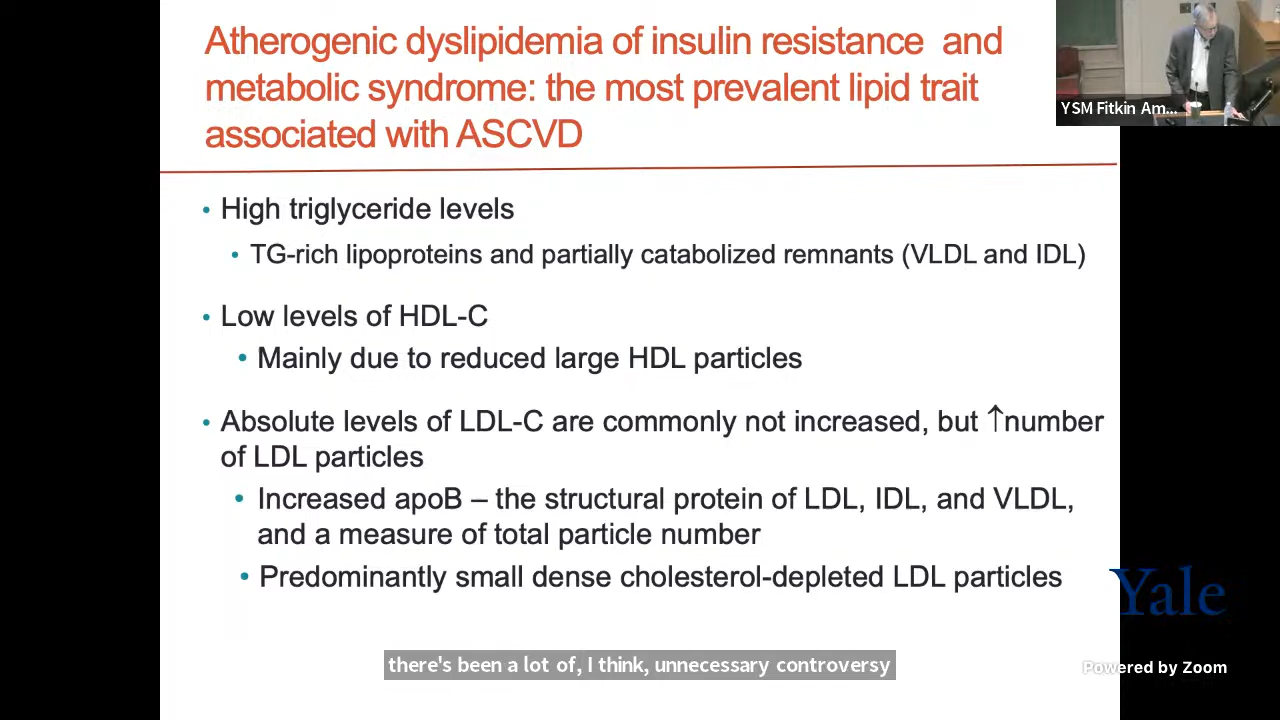 Atherogenic dyslipidemia of insulin resistance and
metabolic syndrome: the most prevalent lipid trait
associated with ASCVD
YSM Fitkin Am...
• High triglyceride levels
• TG-rich lipoproteins and partially catabolized remnants (VLDL and IDL)
• Low levels of HDL-C
• Mainly due to reduced large HDL particles
• Absolute levels of LDL-C are commonly not increased, but ↑number
of LDL particles
• Increased apoB – the structural protein of LDL, IDL, and VLDL,
and a measure of total particle number
• Predominantly small dense cholesterol-depleted LDL particles
Yale
there's been a lot of, I think, unnecessary controversy
Powered by Zoom